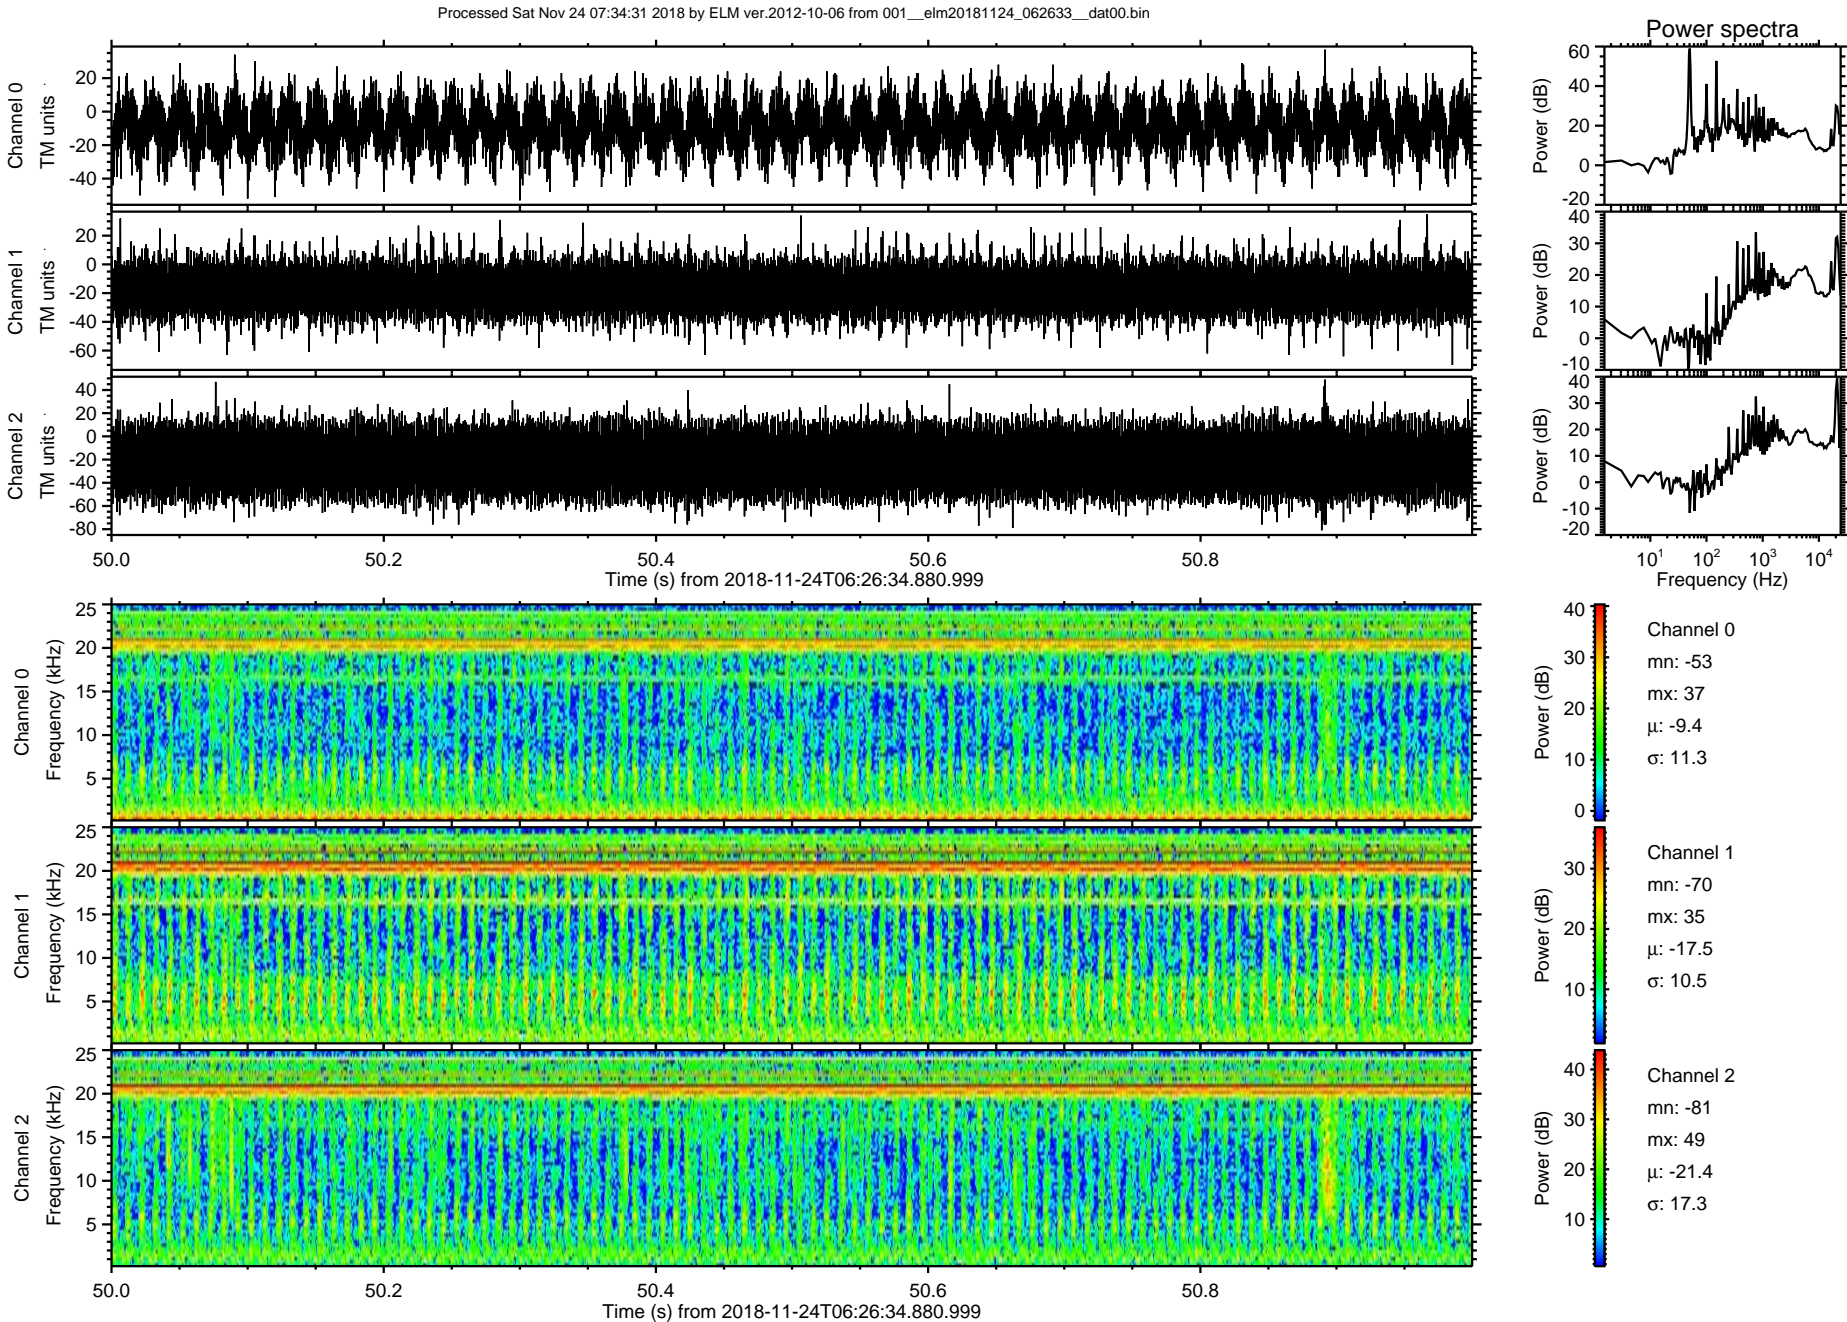 Processed Sat Nov 24 07:34:31 2018 by ELM ver.2012-10-06 from 001__elm20181124_062633__dat00.bin
Power spectra
Channel 0
TM units
20
0
-20
-40
Power (dB)
60
40
20
0
-20
Channel 1
TM units
20
0
-20
-40
-60
Power (dB)
40
30
20
10
0
-10
Channel 2
TM units
40
20
0
-20
-40
-60
-80
Power (dB)
40
30
20
10
0
-10
-20
50.0 50.2 50.4 50.6 50.8
Time (s) from 2018-11-24T06:26:34.880.999
10¹ 10² 10³ 10⁴
Frequency (Hz)
Channel 0
Frequency (kHz)
25
20
15
10
5
Power (dB)
40
30
20
10
0
Channel 0
mn: -53
mx: 37
μ: -9.4
σ: 11.3
Channel 1
Frequency (kHz)
25
20
15
10
5
Power (dB)
30
20
10
Channel 1
mn: -70
mx: 35
μ: -17.5
σ: 10.5
Channel 2
Frequency (kHz)
25
20
15
10
5
Power (dB)
40
30
20
10
Channel 2
mn: -81
mx: 49
μ: -21.4
σ: 17.3
50.0 50.2 50.4 50.6 50.8
Time (s) from 2018-11-24T06:26:34.880.999